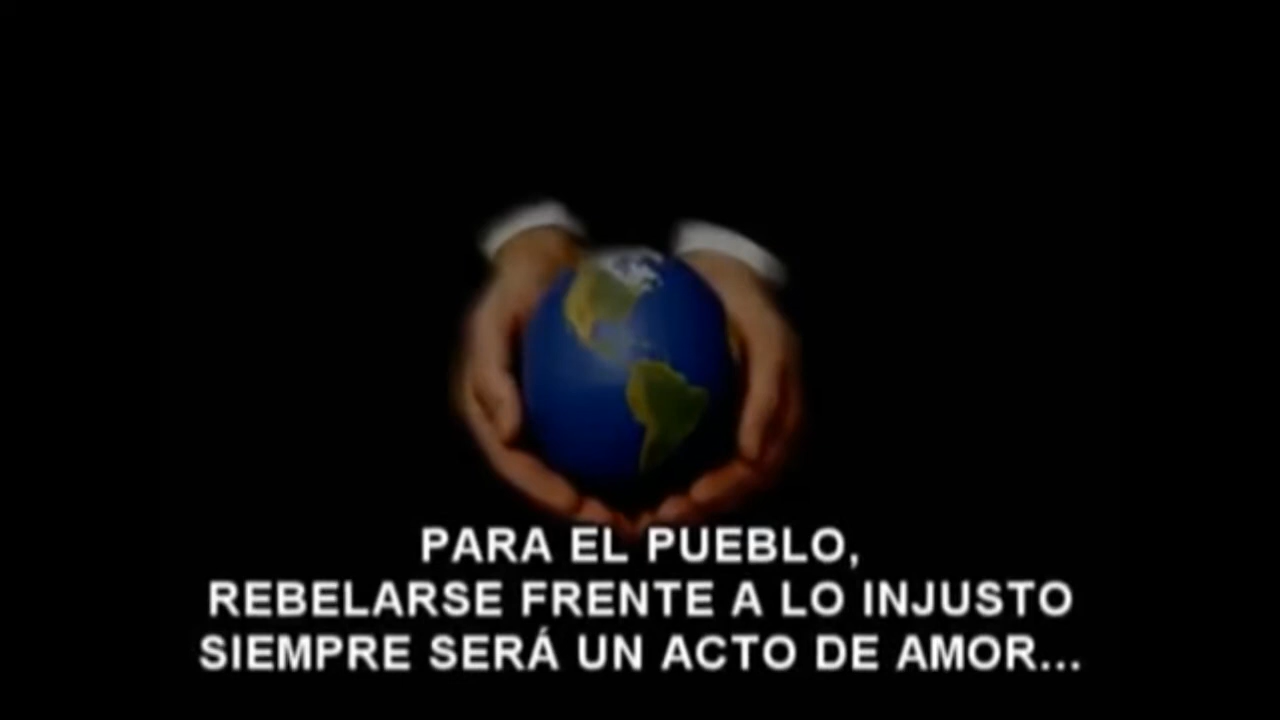 PARA EL PUEBLO,
REBELARSE FRENTE A LO INJUSTO
SIEMPRE SERÁ UN ACTO DE AMOR...